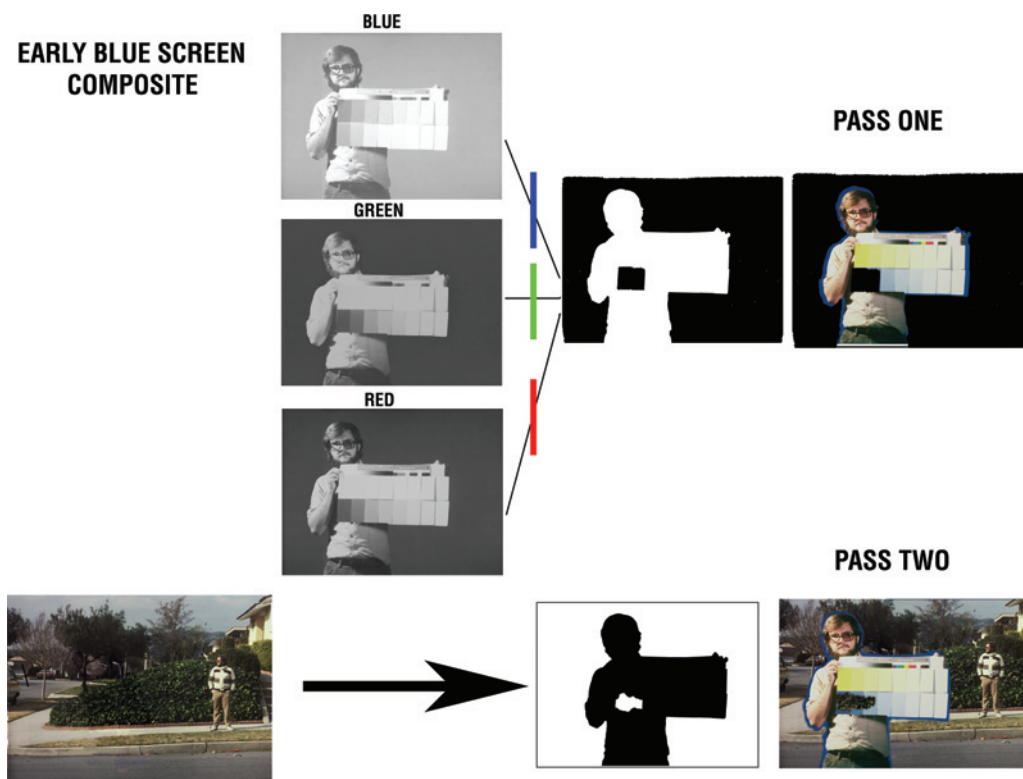 EARLY BLUE SCREEN
COMPOSITE
BLUE
PASS ONE
GREEN
RED
PASS TWO